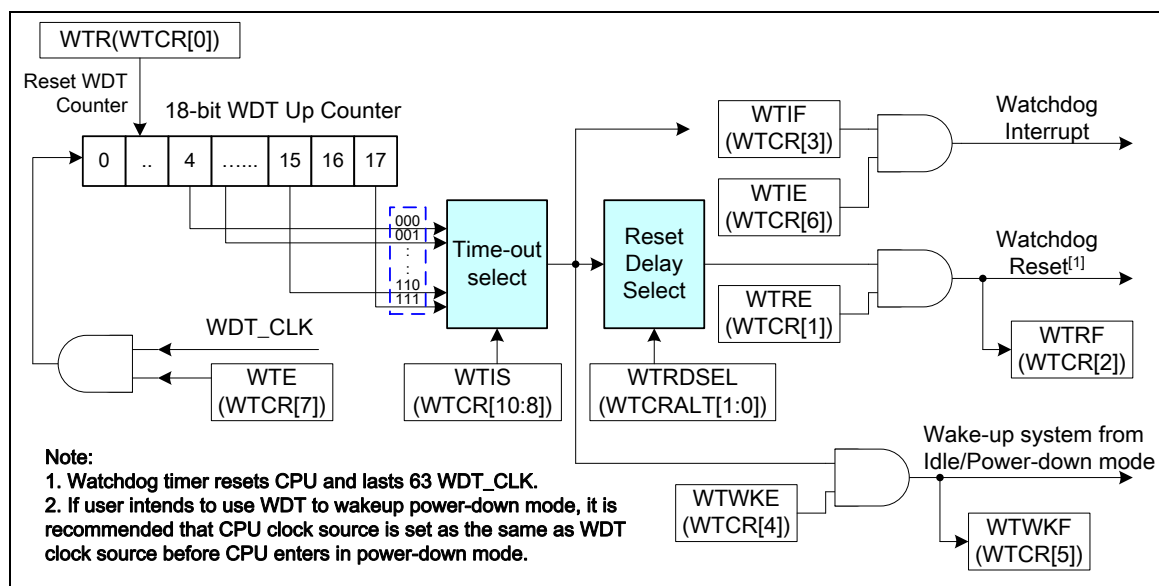 WTR(WTCR[0])
Reset WDT
Counter
18-bit WDT Up Counter
0 .. 4 ...... 15 16 17
000
001
:
:
110
111
Time-out
select
Reset
Delay
Select
WTIF
(WTCR[3])
WTIE
(WTCR[6])
Watchdog
Interrupt
WTRE
(WTCR[1])
Watchdog
Reset[1]
WTRF
(WTCR[2])
WDT_CLK
WTE
(WTCR[7])
WTIS
(WTCR[10:8])
WTRDSEL
(WTCRALT[1:0])
WTWKE
(WTCR[4])
Wake-up system from
Idle/Power-down mode
WTWKF
(WTCR[5])
Note:
1. Watchdog timer resets CPU and lasts 63 WDT_CLK.
2. If user intends to use WDT to wakeup power-down mode, it is
recommended that CPU clock source is set as the same as WDT
clock source before CPU enters in power-down mode.